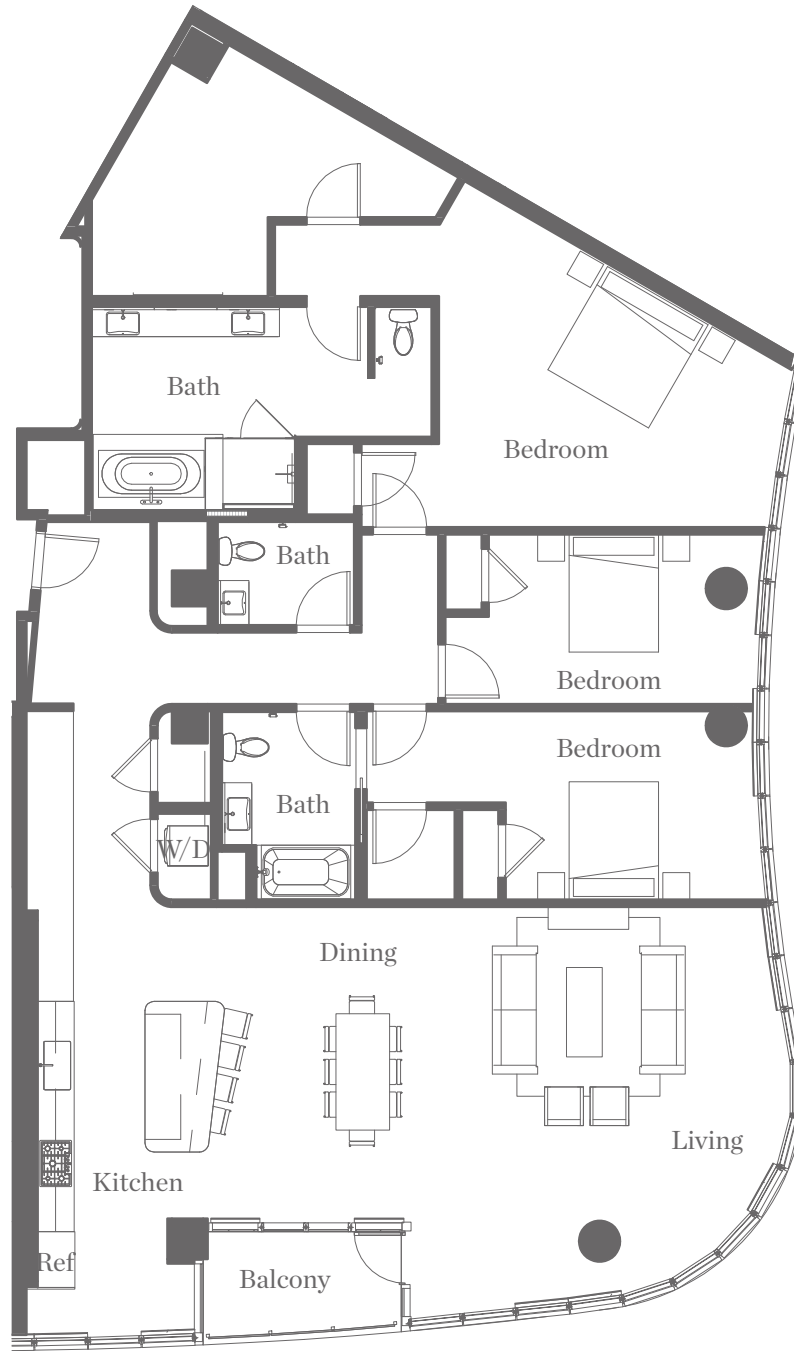 Bath
Bedroom
Bath
Bedroom
Bedroom
Bath
W/D
Dining
Living
Kitchen
Ref
Balcony